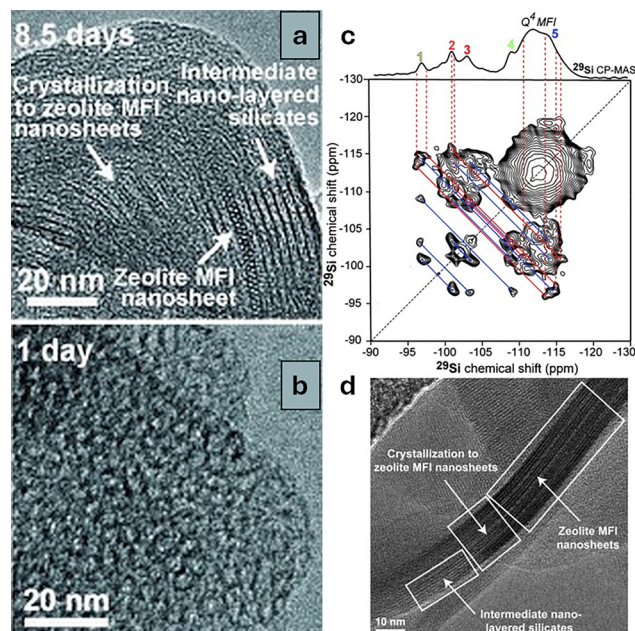 8.5 days
a
Crystallization
to zeolite MFI
nanosheets
Intermediate
nano-layered
silicates
Zeolite MFI
nanosheet
20 nm
1 day
b
20 nm
c
Q⁴ MFI
1
2
3
4
5
²⁹Si CP-MAS
-130
-125
-120
-115
-110
-105
-100
-95
-90
²⁹Si chemical shift (ppm)
-90 -95 -100 -105 -110 -115 -120 -125 -130
²⁹Si chemical shift (ppm)
d
Crystallization to
zeolite MFI nanosheets
Zeolite MFI
nanosheets
Intermediate nano-
layered silicates
10 nm